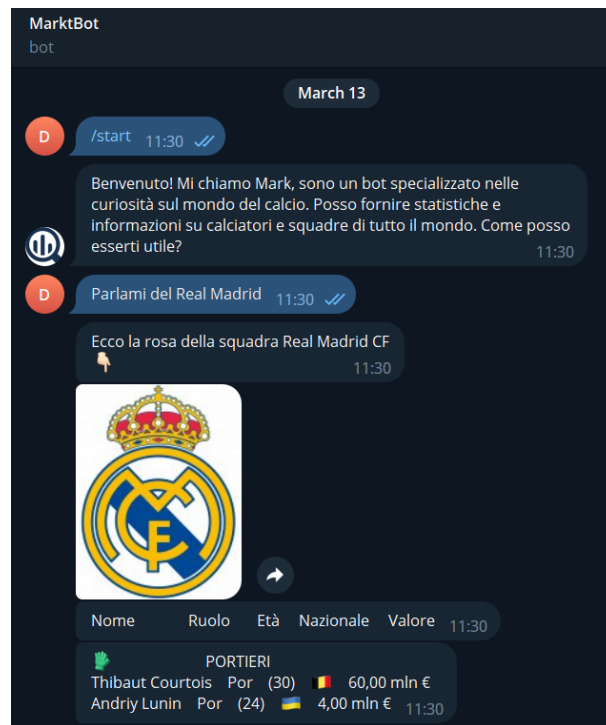 MarktBot
bot
March 13
D
/start 11:30
Benvenuto! Mi chiamo Mark, sono un bot specializzato nelle
curiosità sul mondo del calcio. Posso fornire statistiche e
informazioni su calciatori e squadre di tutto il mondo. Come posso
esserti utile? 11:30
D
Parlami del Real Madrid 11:30
Ecco la rosa della squadra Real Madrid CF
👇🏻 11:30
Nome Ruolo Età Nazionale Valore 11:30
PORTIERI
Thibaut Courtois Por (30) 🇧🇪 60,00 mln €
Andriy Lunin Por (24) 🇺🇦 4,00 mln € 11:30